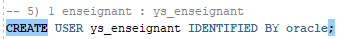 -- 5) 1 enseignant : ys_enseignant
CREATE USER ys_enseignant IDENTIFIED BY oracle;